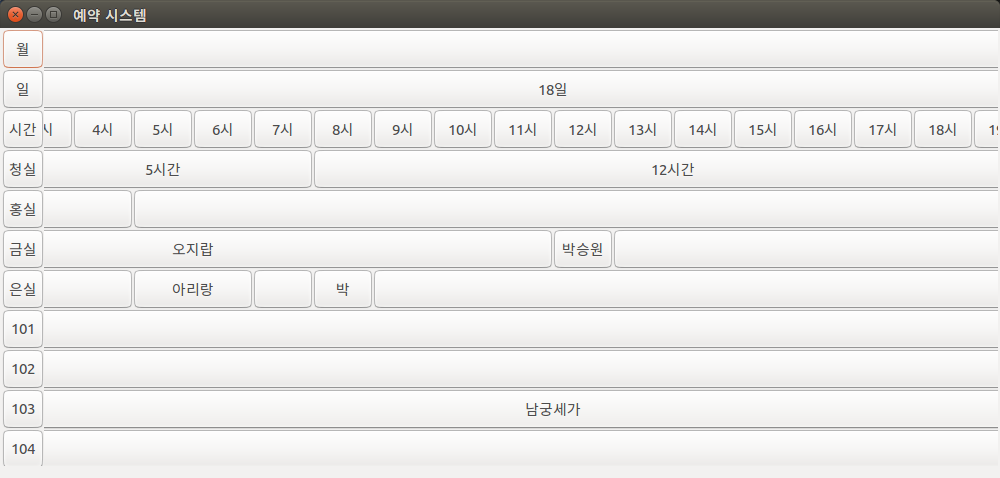 예약 시스템
월
일 18일
시간 시 4시 5시 6시 7시 8시 9시 10시 11시 12시 13시 14시 15시 16시 17시 18시 19
청실 5시간 12시간
홍실
금실 오지랍 박승원
은실 아리랑 박
101
102
103 남궁세가
104